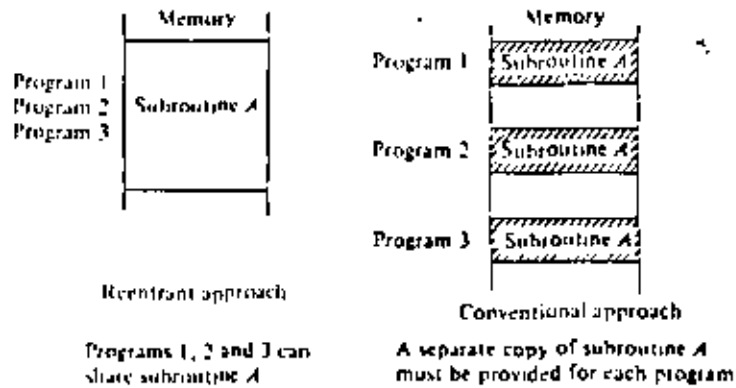 Memory
Program 1
Program 2
Program 3
Subroutine A
Reentrant approach
Programs 1, 2 and 3 can
share subroutine A
Memory
Program 1
Subroutine A
Program 2
Subroutine A
Program 3
Subroutine A
Conventional approach
A separate copy of subroutine A
must be provided for each program